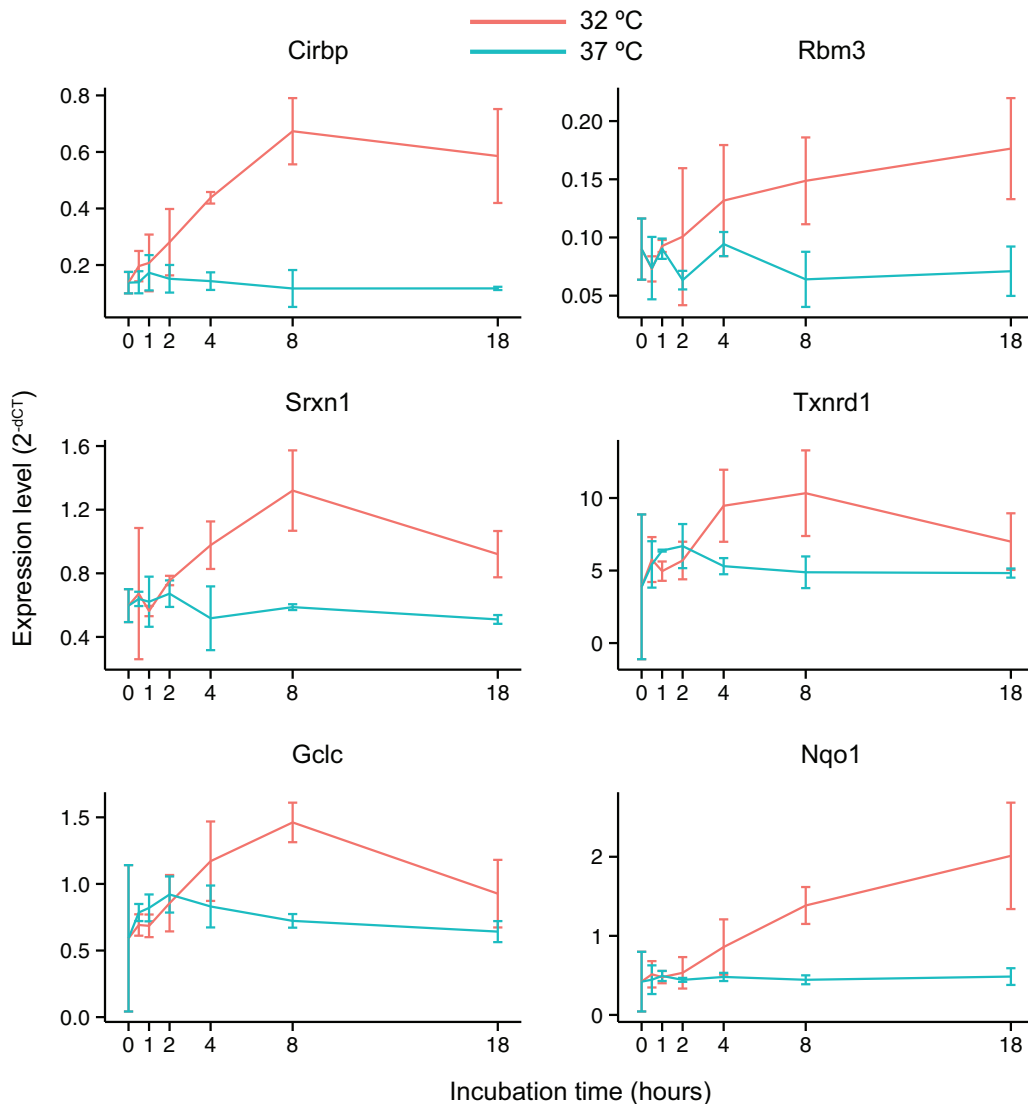 32 ºC
37 ºC
Cirbp
Rbm3
0.8
0.6
0.4
0.2
0 1 2 4 8 18
0.20
0.15
0.10
0.05
0 1 2 4 8 18
Expression level (2-dCT)
Srxn1
Txnrd1
1.6
1.2
0.8
0.4
0 1 2 4 8 18
10
5
0
0 1 2 4 8 18
Gclc
Nqo1
1.5
1.0
0.5
0.0
0 1 2 4 8 18
2
1
0
0 1 2 4 8 18
Incubation time (hours)